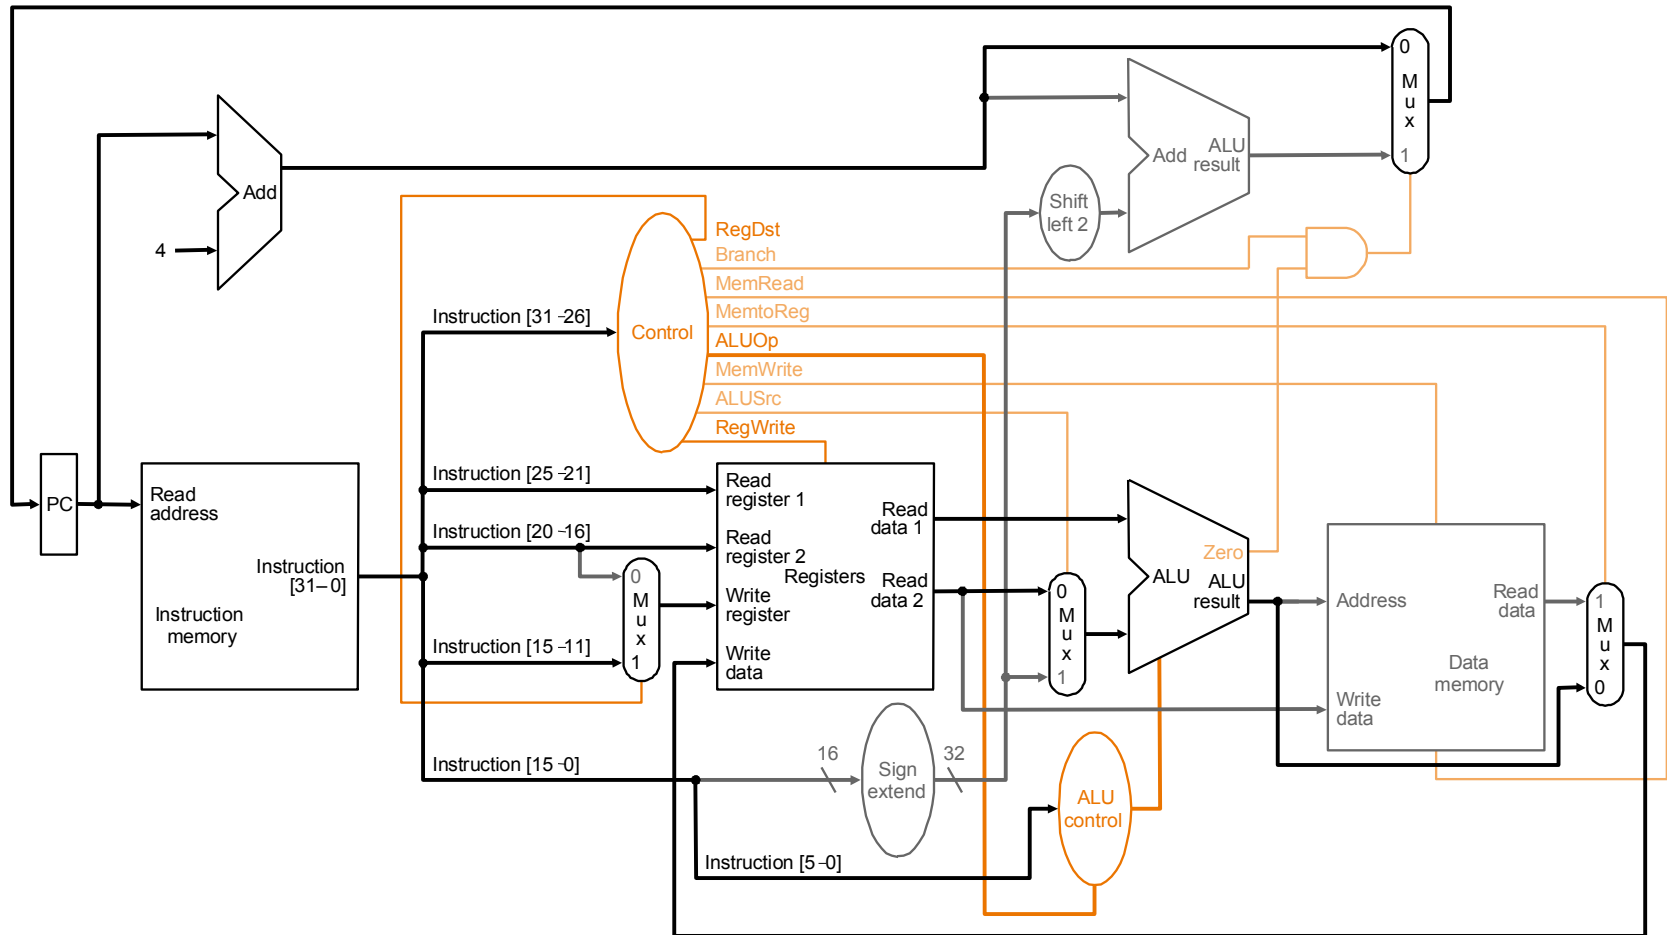 0
M
u
x
1
Add
ALU
result
Add
4
Shift
left 2
RegDst
Branch
MemRead
MemtoReg
ALUOp
MemWrite
ALUSrc
RegWrite
Control
Instruction [31–26]
Instruction [25–21]
Instruction [20–16]
Instruction [15–11]
Instruction [15–0]
Instruction [5–0]
PC
Read
address
Instruction
[31–0]
Instruction
memory
0
M
u
x
1
Read
register 1
Read
register 2
Write
register
Write
data
Registers
Read
data 1
Read
data 2
0
M
u
x
1
Zero
ALU
ALU
result
Address
Read
data
Data
memory
Write
data
1
M
u
x
0
16
Sign
extend
32
ALU
control